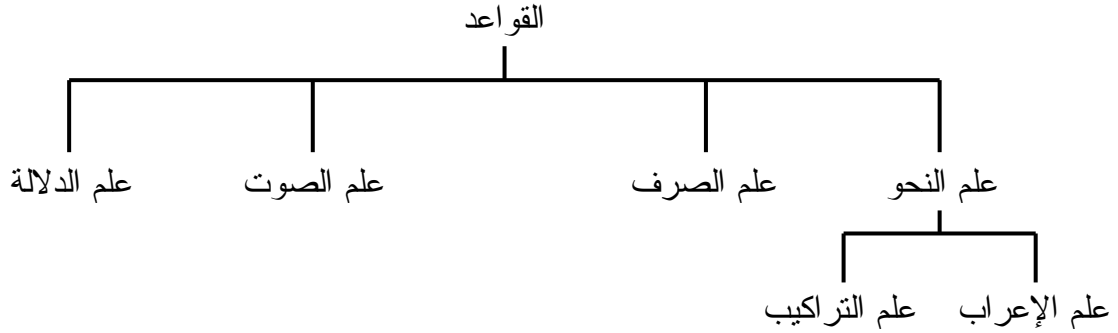 القواعد
علم النحو علم الصرف علم الصوت علم الدلالة
علم الإعراب علم التراكيب